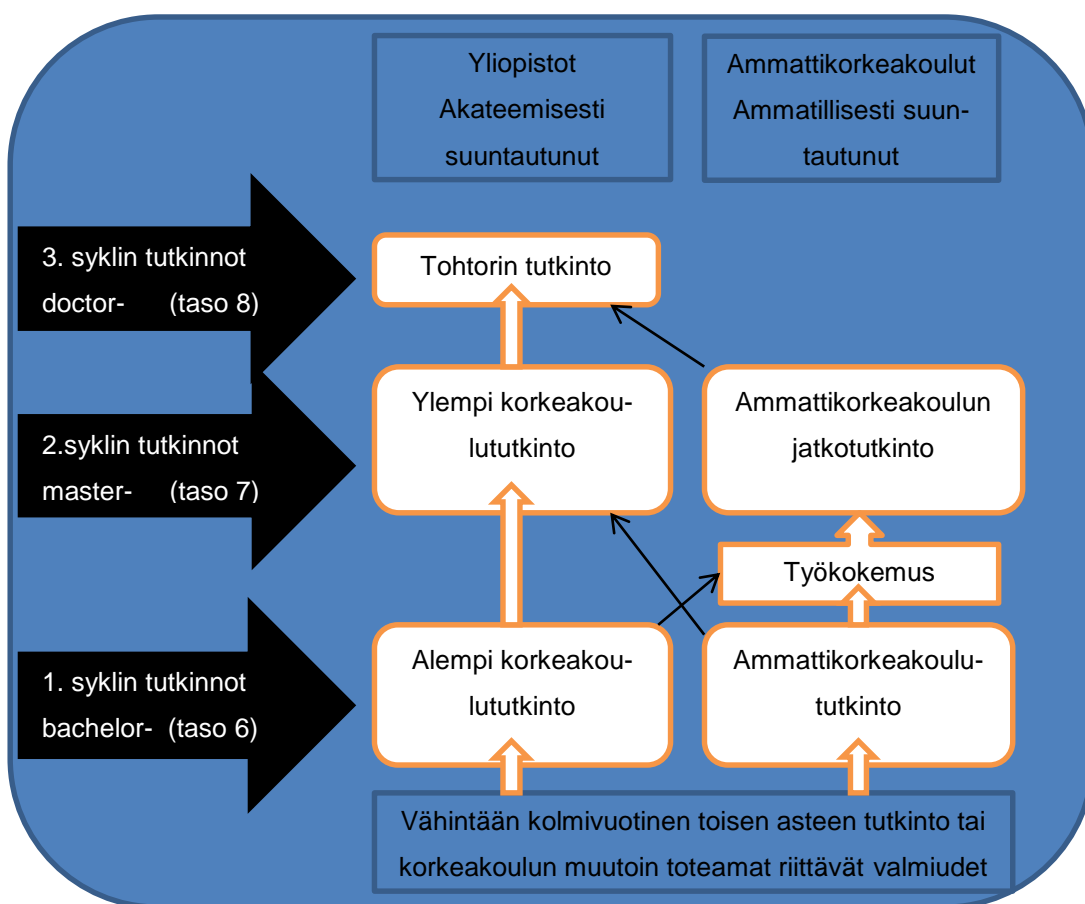 Yliopistot
Akateemisesti
suuntautunut
Ammattikorkeakoulut
Ammatillisesti suun-
tautunut
3. syklin tutkinnot
doctor- (taso 8)
Tohtorin tutkinto
2.syklin tutkinnot
master- (taso 7)
Ylempi korkeakou-
lututkinto
Ammattikorkeakoulun
jatkotutkinto
Työkokemus
1. syklin tutkinnot
bachelor- (taso 6)
Alempi korkeakou-
lututkinto
Ammattikorkeakoulu-
tutkinto
Vähintään kolmivuotinen toisen asteen tutkinto tai
korkeakoulun muutoin toteamat riittävät valmiudet